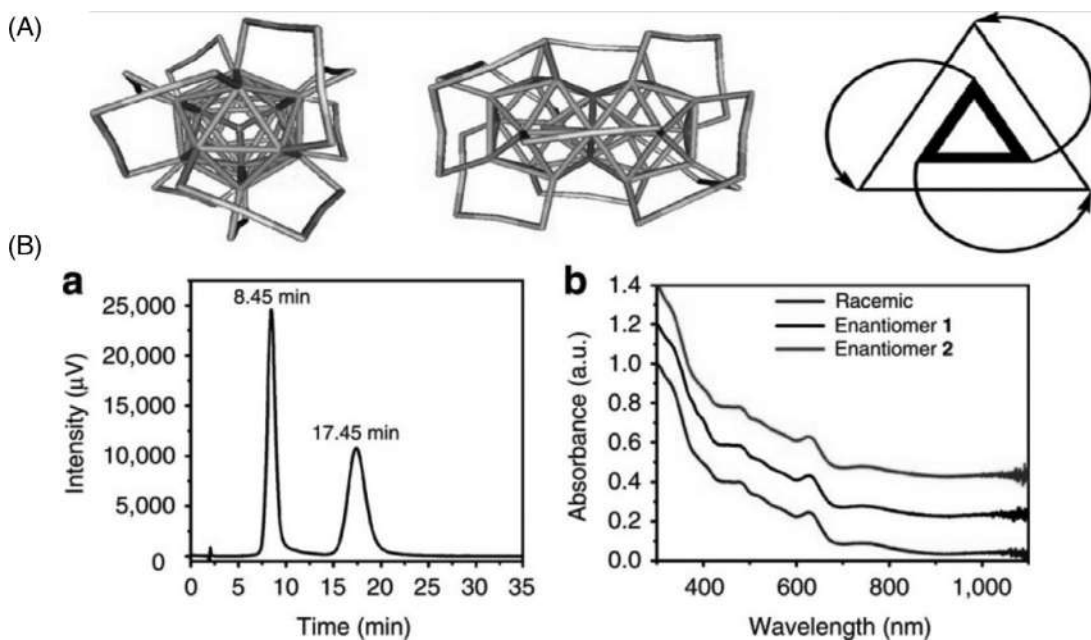 (A)
(B)
a
8.45 min
17.45 min
25,000
20,000
15,000
10,000
5,000
0
Intensity (µV)
0 5 10 15 20 25 30 35
Time (min)
b
Racemic
Enantiomer 1
Enantiomer 2
1.4
1.2
1.0
0.8
0.6
0.4
0.2
0.0
Absorbance (a.u.)
400 600 800 1,000
Wavelength (nm)